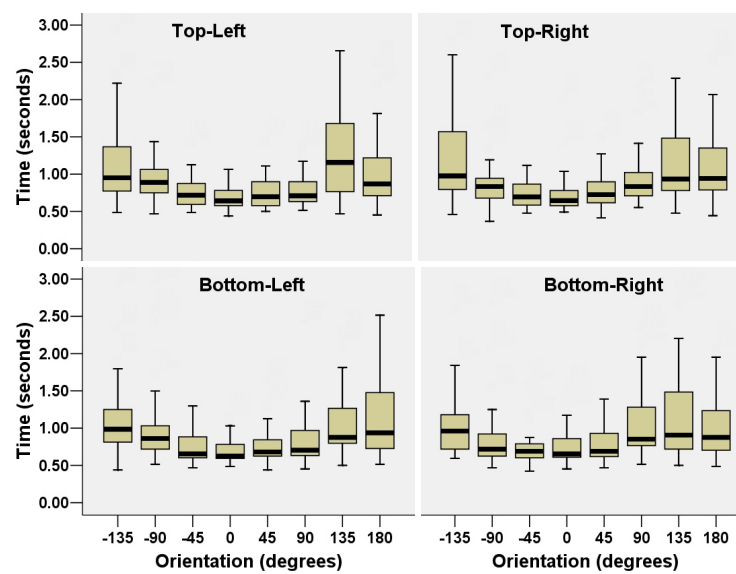 Top-Left
Top-Right
Time (seconds)
3.00
2.50
2.00
1.50
1.00
0.50
0.00
Bottom-Left
Bottom-Right
Time (seconds)
3.00
2.50
2.00
1.50
1.00
0.50
0.00
-135 -90 -45 0 45 90 135 180
-135 -90 -45 0 45 90 135 180
Orientation (degrees)
Orientation (degrees)